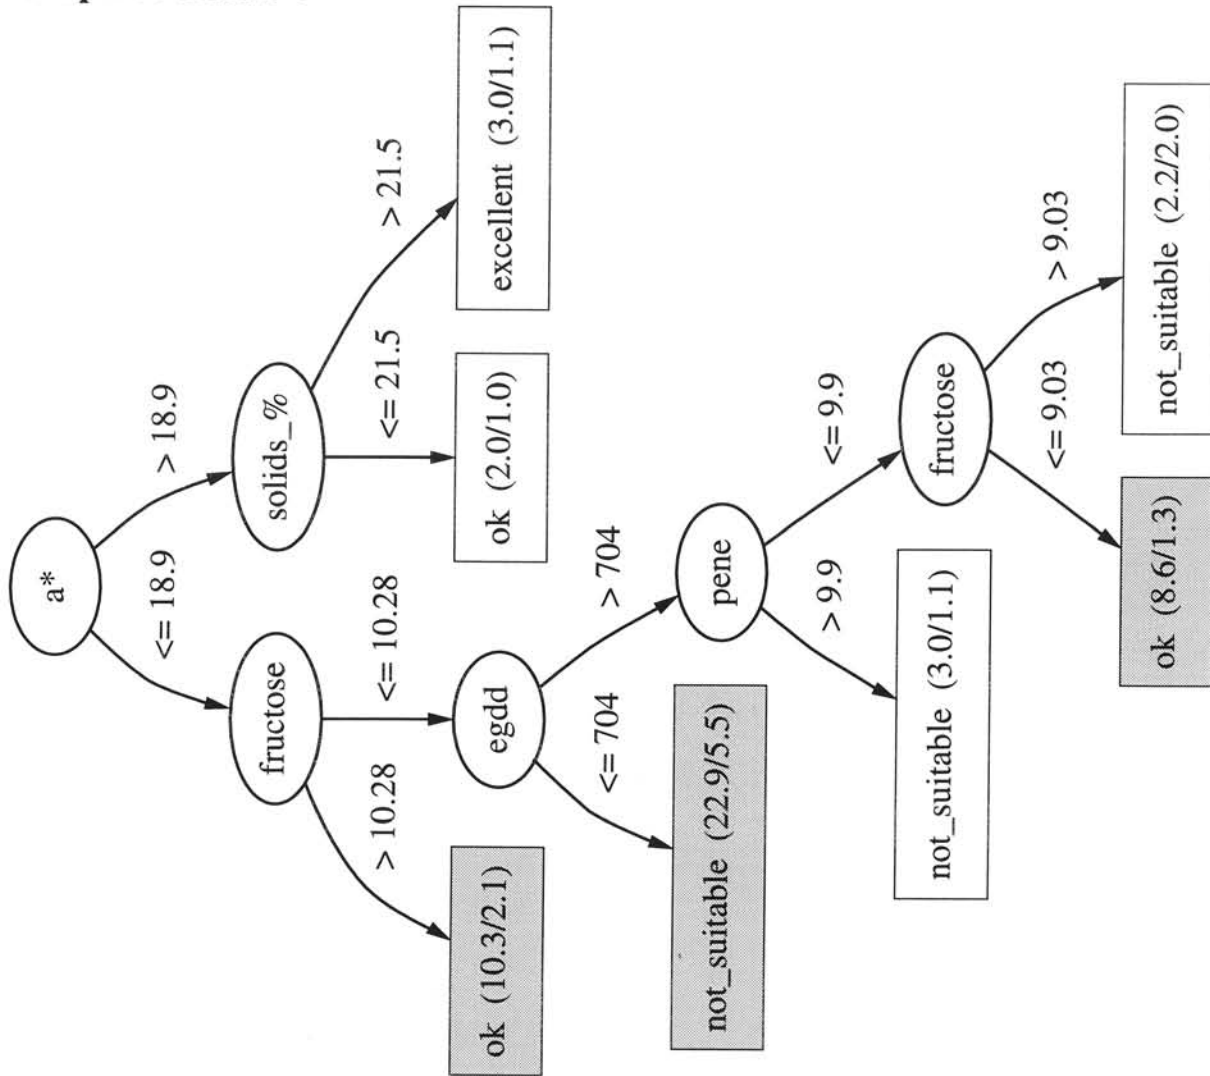 a*
<= 18.9
> 18.9
fructose
solids_%
> 10.28
<= 10.28
<= 21.5
> 21.5
ok (10.3/2.1)
egdd
ok (2.0/1.0)
excellent (3.0/1.1)
<= 704
> 704
not_suitable (22.9/5.5)
pene
> 9.9
<= 9.9
not_suitable (3.0/1.1)
fructose
<= 9.03
> 9.03
ok (8.6/1.3)
not_suitable (2.2/2.0)